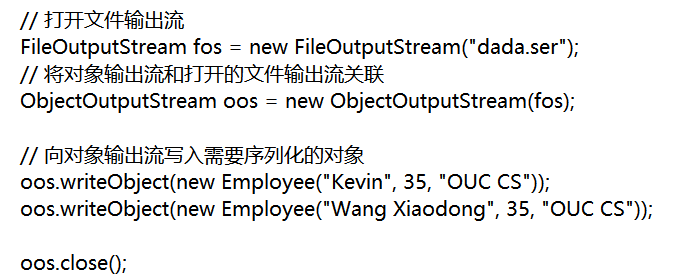 // 打开文件输出流
FileOutputStream fos = new FileOutputStream("dada.ser");
// 将对象输出流和打开的文件输出流关联
ObjectOutputStream oos = new ObjectOutputStream(fos);
// 向对象输出流写入需要序列化的对象
oos.writeObject(new Employee("Kevin", 35, "OUC CS"));
oos.writeObject(new Employee("Wang Xiaodong", 35, "OUC CS"));
oos.close();